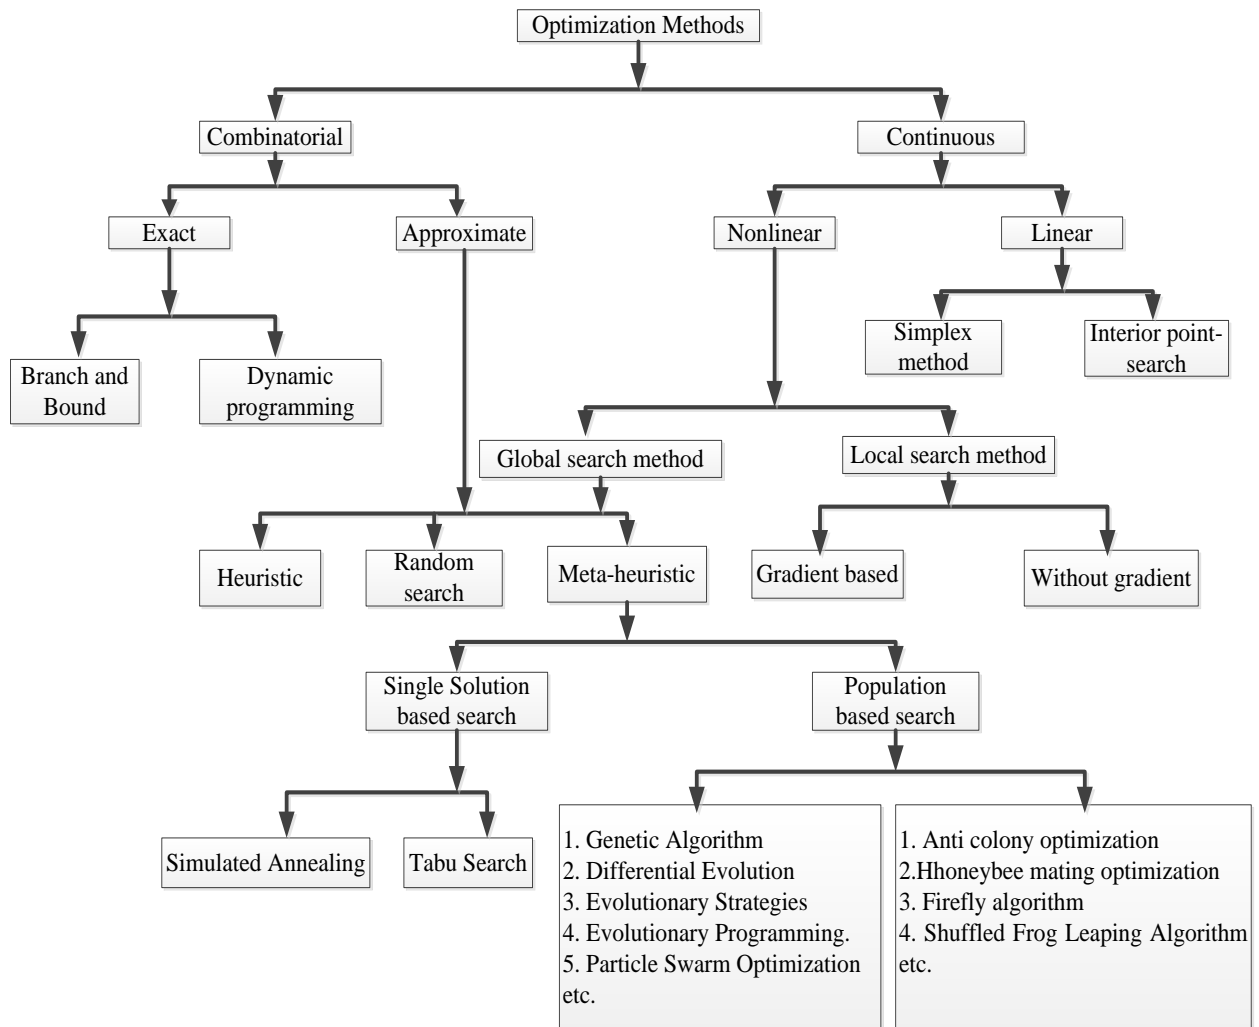 Optimization Methods
Combinatorial
Continuous
Exact
Approximate
Nonlinear
Linear
Simplex
method
Interior point-
search
Branch and
Bound
Dynamic
programming
Global search method
Local search method
Heuristic
Random
search
Meta-heuristic
Gradient based
Without gradient
Single Solution
based search
Population
based search
Simulated Annealing
Tabu Search
1. Genetic Algorithm
2. Differential Evolution
3. Evolutionary Strategies
4. Evolutionary Programming.
5. Particle Swarm Optimization
etc.
1. Anti colony optimization
2.Hhoneybee mating optimization
3. Firefly algorithm
4. Shuffled Frog Leaping Algorithm
etc.